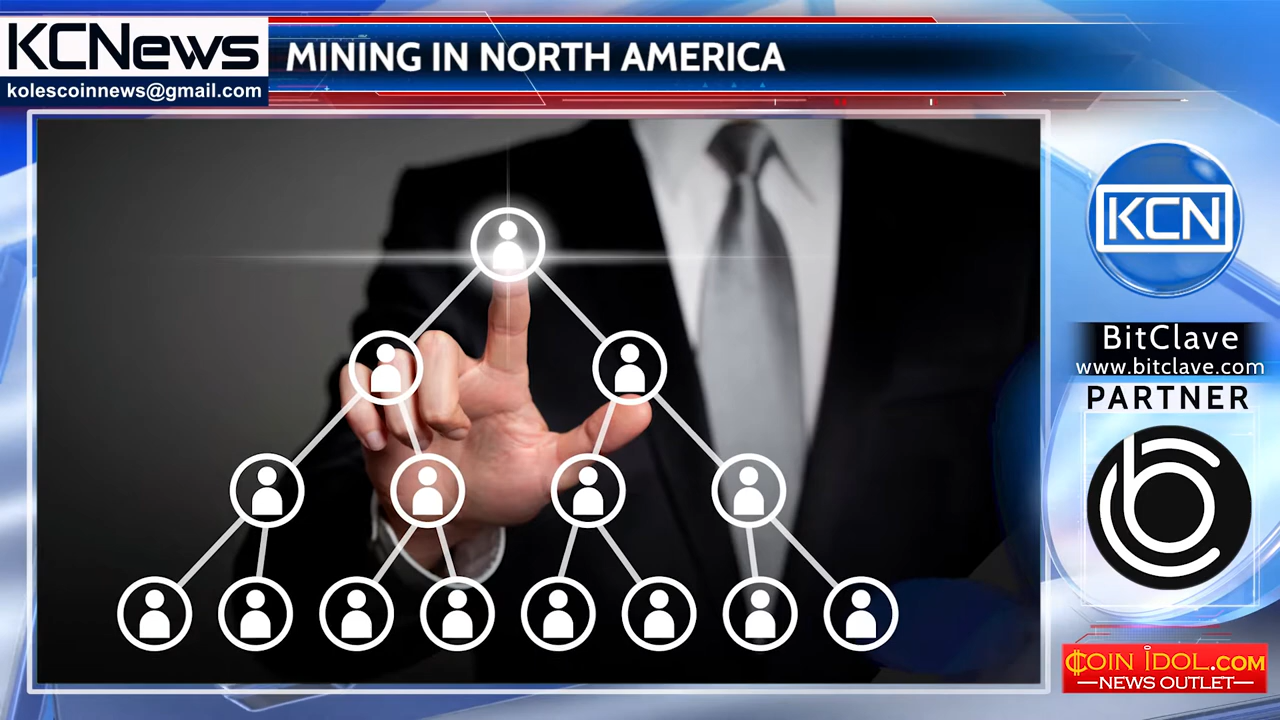 KCNews
kolescoinnews@gmail.com
MINING IN NORTH AMERICA
KCN
BitClave
www.bitclave.com
PARTNER
COIN IDOL.COM
NEWS OUTLET